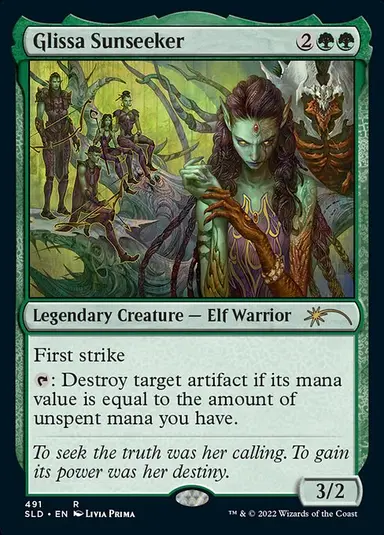 Glissa Sunseeker 2
Legendary Creature — Elf Warrior
First strike
: Destroy target artifact if its mana
value is equal to the amount of
unspent mana you have.
To seek the truth was her calling. To gain
its power was her destiny.
3/2
491 R
SLD • EN Livia Prima
™ & © 2022 Wizards of the Coast